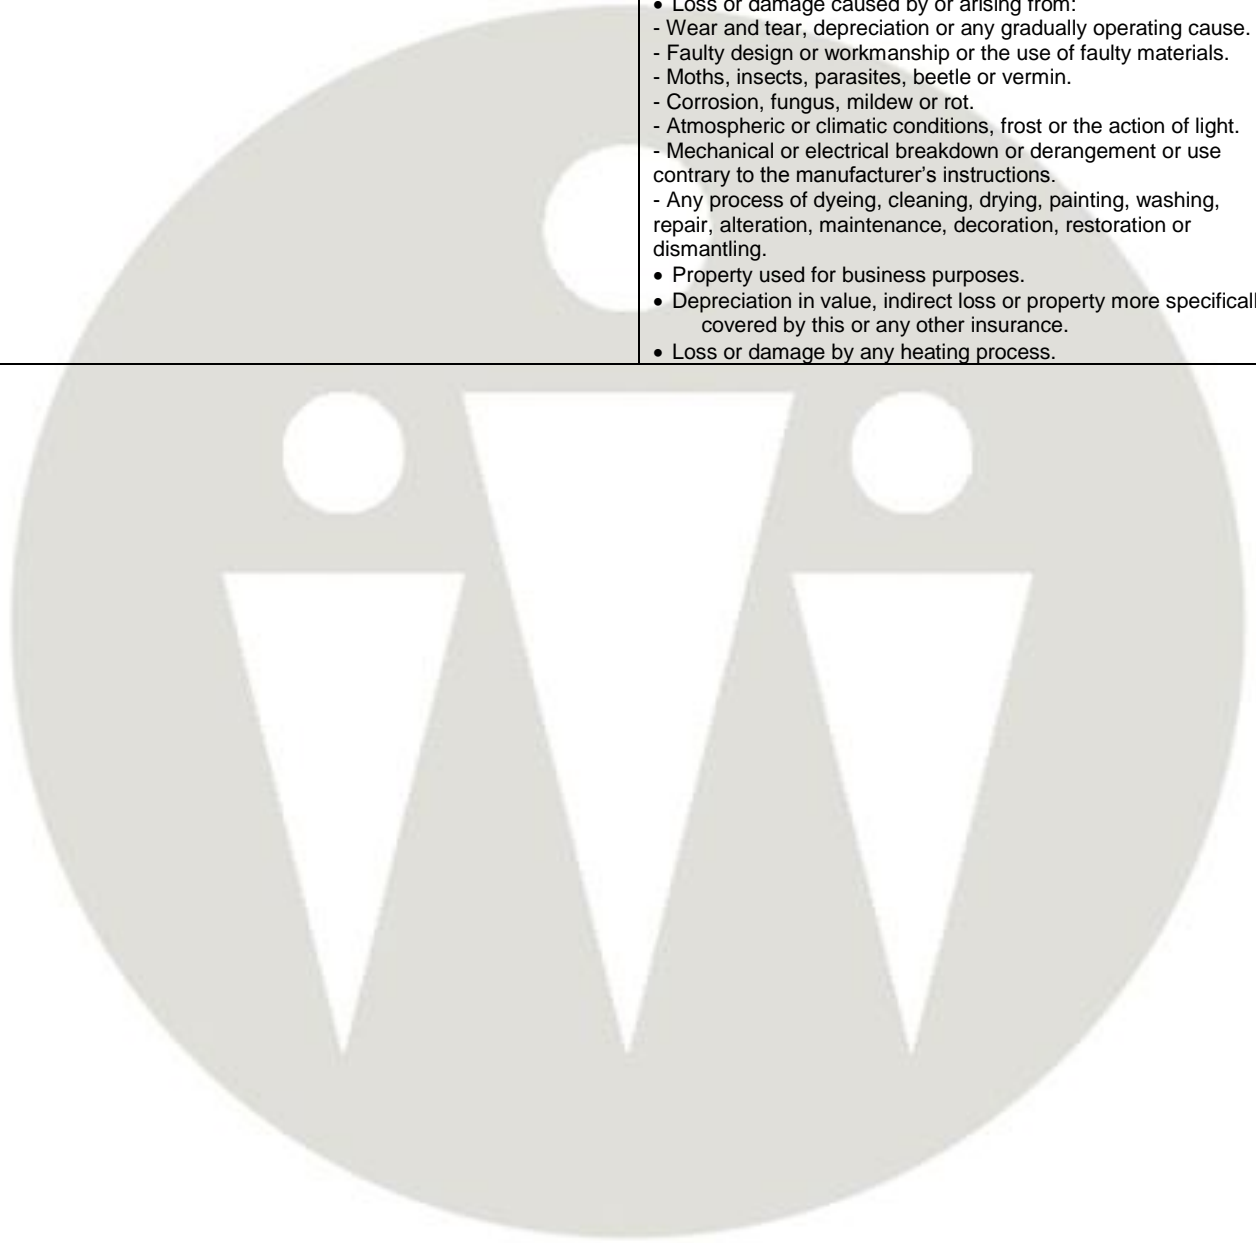 • Loss or damage caused by or arising from:
- Wear and tear, depreciation or any gradually operating cause.
- Faulty design or workmanship or the use of faulty materials.
- Moths, insects, parasites, beetle or vermin.
- Corrosion, fungus, mildew or rot.
- Atmospheric or climatic conditions, frost or the action of light.
- Mechanical or electrical breakdown or derangement or use
contrary to the manufacturer's instructions.
- Any process of dyeing, cleaning, drying, painting, washing,
repair, alteration, maintenance, decoration, restoration or
dismantling.
• Property used for business purposes.
• Depreciation in value, indirect loss or property more specificall
covered by this or any other insurance.
• Loss or damage by any heating process.